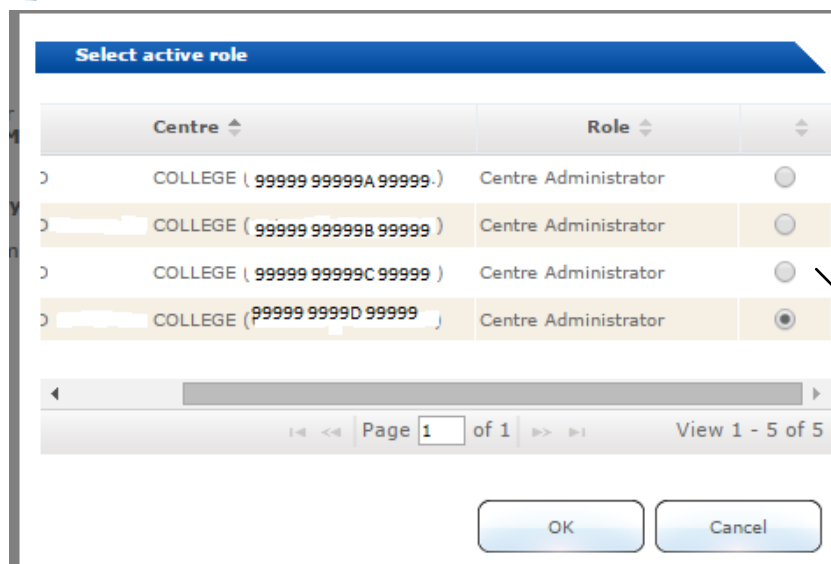 Select active role
Centre Role
COLLEGE ( 99999 99999A 99999.) Centre Administrator
COLLEGE ( 99999 99999B 99999 ) Centre Administrator
COLLEGE ( 99999 99999C 99999 ) Centre Administrator
COLLEGE (99999 9999D 99999 ) Centre Administrator
Page 1 of 1 View 1 - 5 of 5
OK Cancel